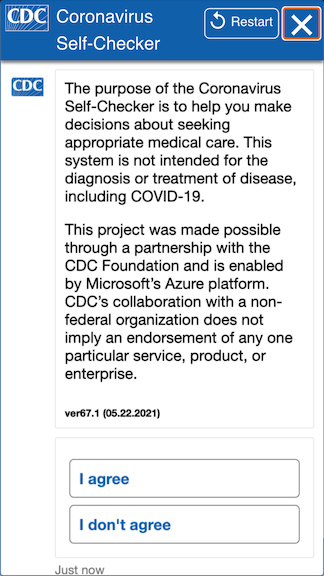 CDC
Coronavirus
Self-Checker
Restart
CDC
The purpose of the Coronavirus
Self-Checker is to help you make
decisions about seeking
appropriate medical care. This
system is not intended for the
diagnosis or treatment of disease,
including COVID-19.
This project was made possible
through a partnership with the
CDC Foundation and is enabled
by Microsoft's Azure platform.
CDC's collaboration with a non-
federal organization does not
imply an endorsement of any one
particular service, product, or
enterprise.
ver67.1 (05.22.2021)
I agree
I don't agree
Just now